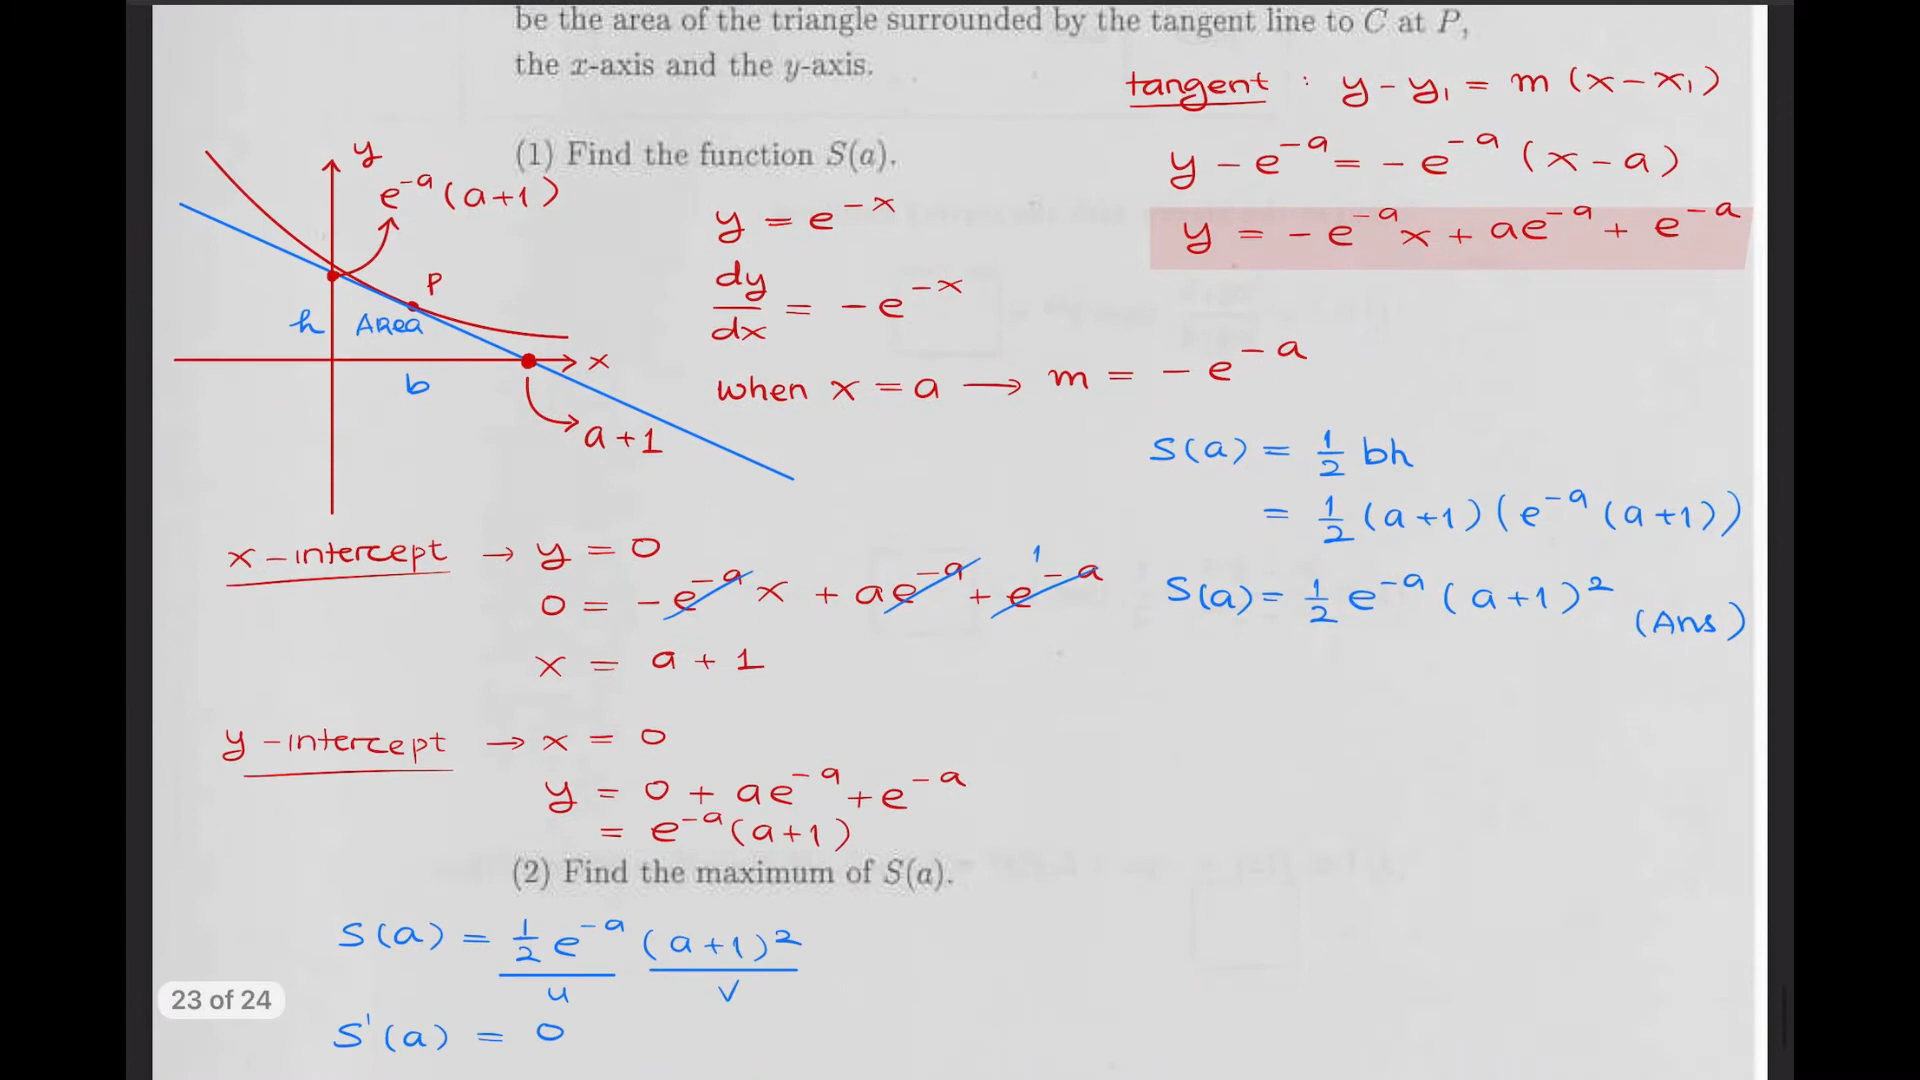 be the area of the triangle surrounded by the tangent line to C at P,
the x-axis and the y-axis.
tangent : y - y₁ = m (x - x₁)
y - e⁻ᵃ = - e⁻ᵃ (x - a)
y = - e⁻ᵃ x + ae⁻ᵃ + e⁻ᵃ
(1) Find the function S(a).
y
e⁻ᵃ (a+1)
P
h Area
x
b
a + 1
y = e⁻ˣ
dy/dx = - e⁻ˣ
when x = a → m = - e⁻ᵃ
S(a) = 1/2 bh
= 1/2 (a+1)(e⁻ᵃ (a+1))
S(a) = 1/2 e⁻ᵃ (a+1)²
(Ans)
x-intercept → y = 0
1
0 = - e⁻ᵃ x + ae⁻ᵃ + e⁻ᵃ
x = a + 1
y-intercept → x = 0
y = 0 + ae⁻ᵃ + e⁻ᵃ
= e⁻ᵃ (a+1)
(2) Find the maximum of S(a).
S(a) = 1/2 e⁻ᵃ (a+1)²
u v
23 of 24
S'(a) = 0